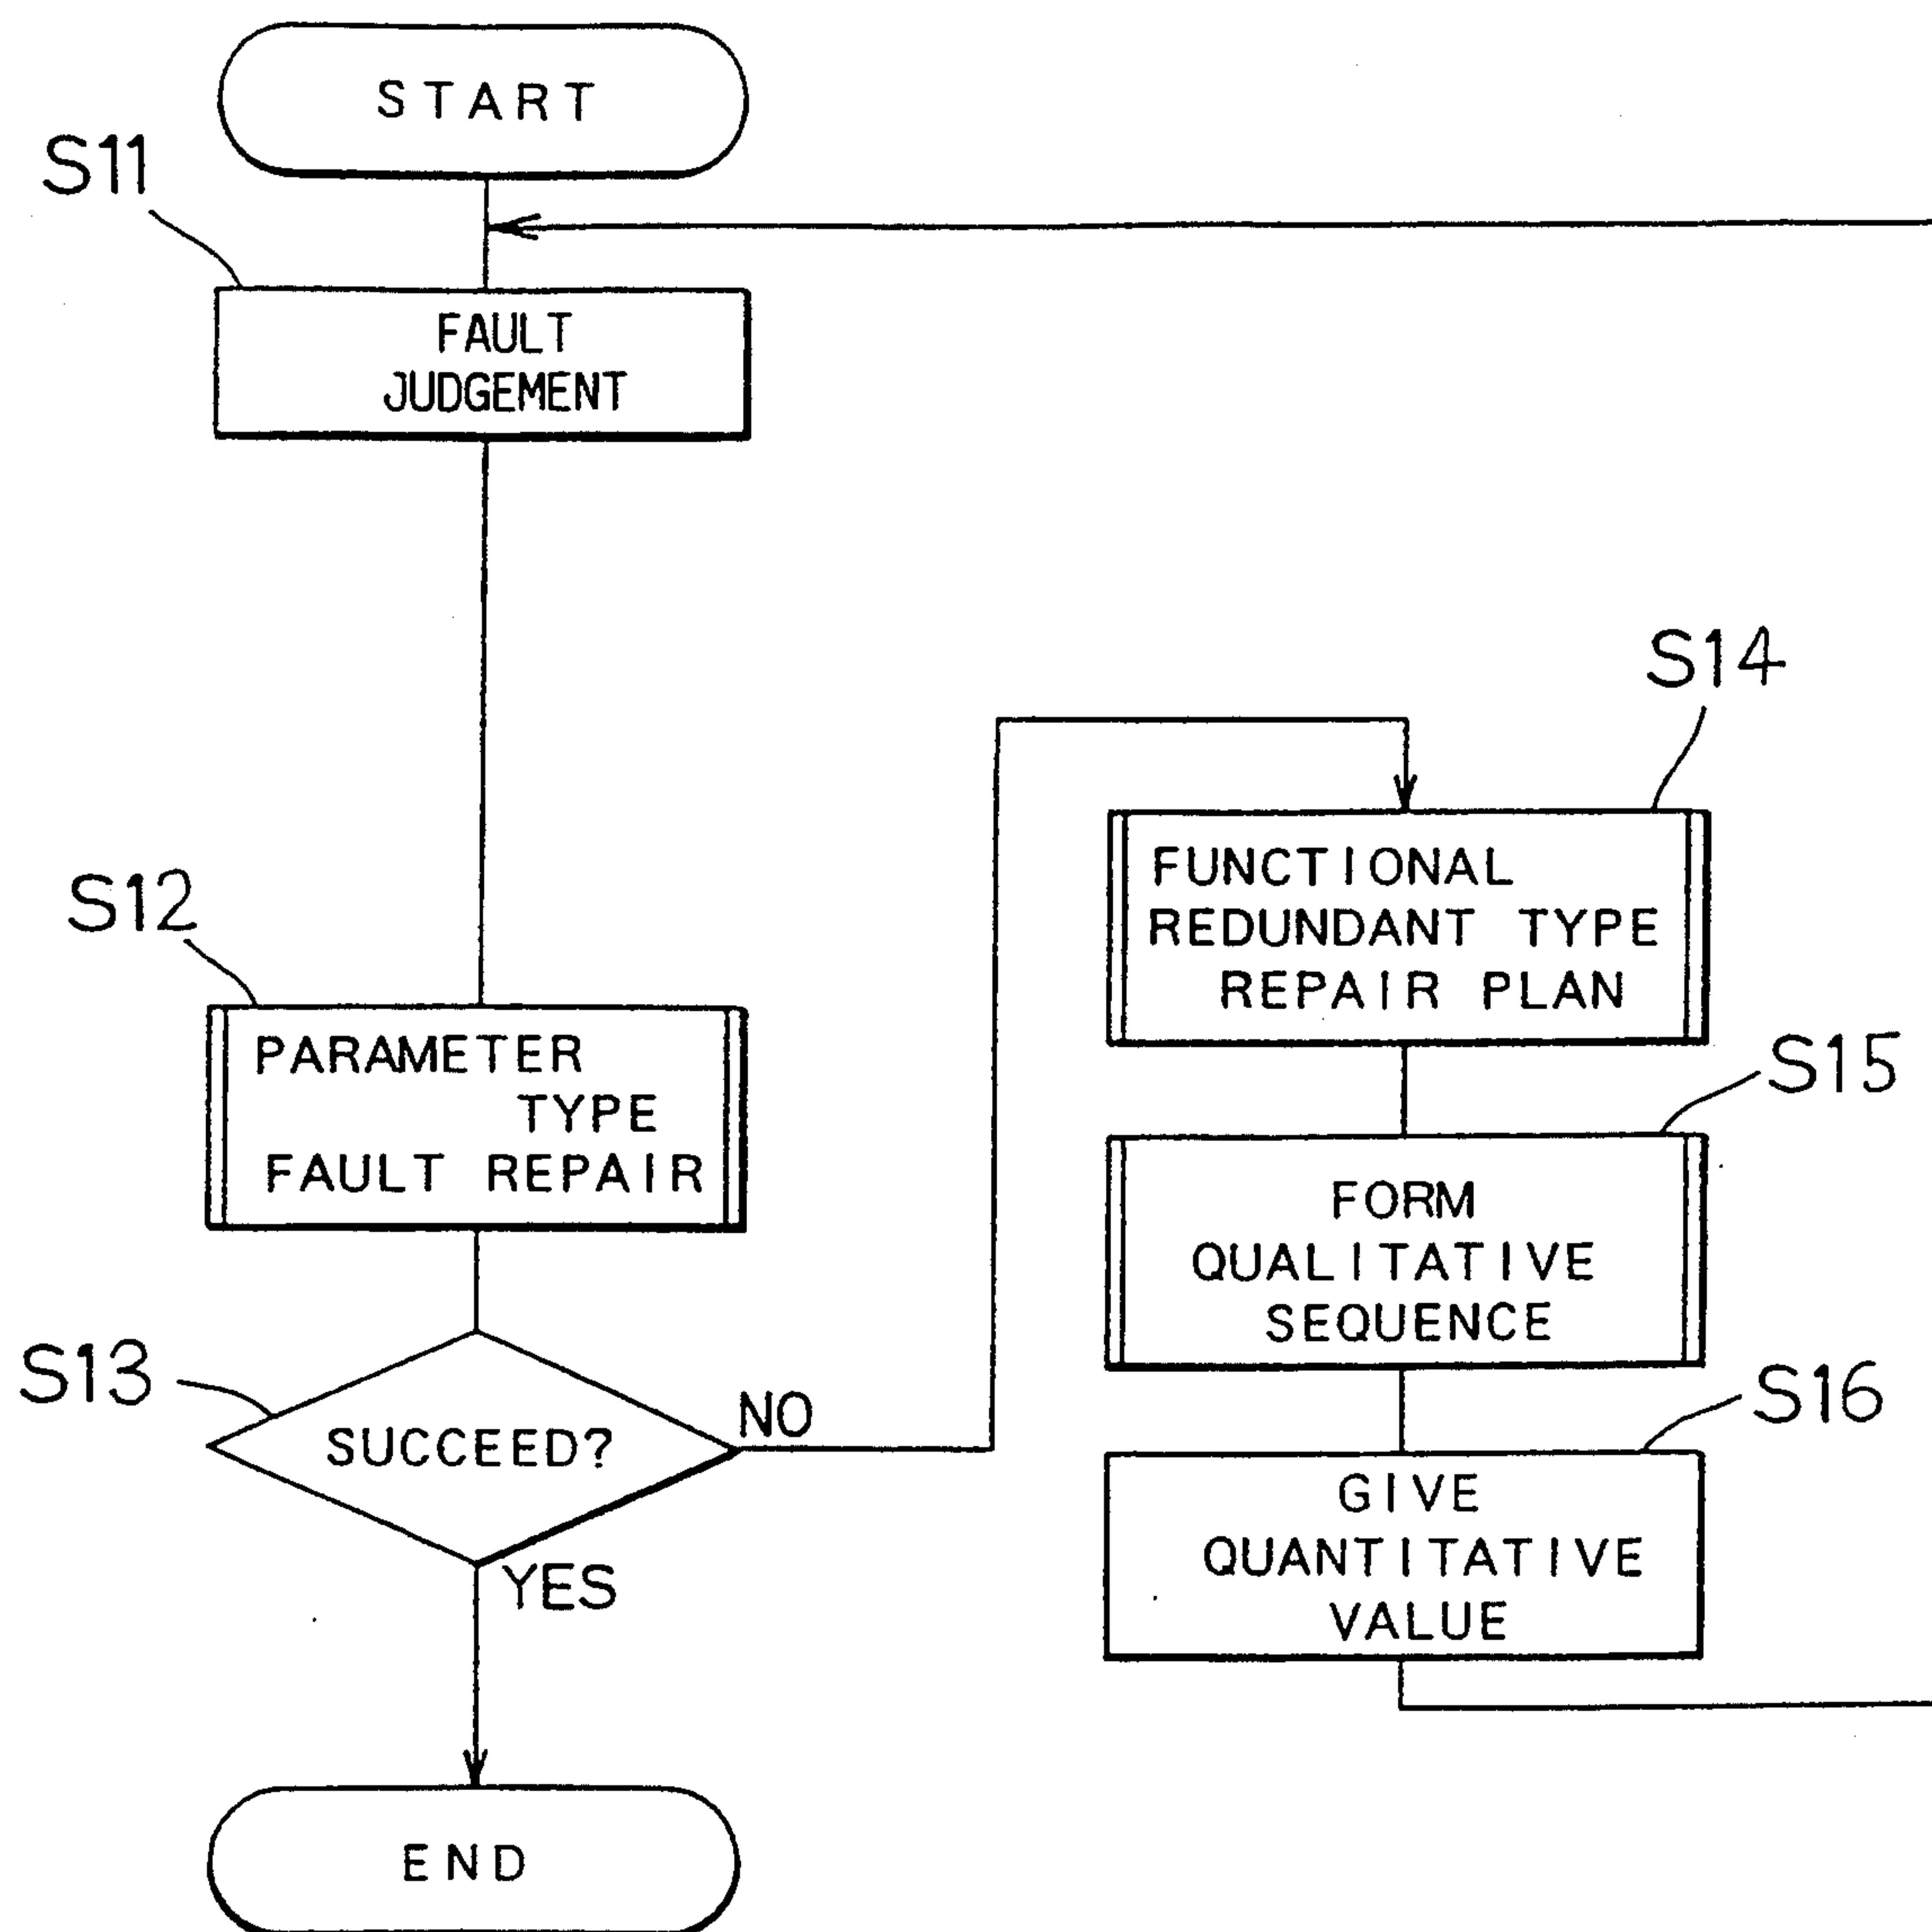 START
S11
FAULT
JUDGEMENT
S12
PARAMETER
TYPE
FAULT REPAIR
S13
SUCCEED?
NO
YES
END
S14
FUNCTIONAL
REDUNDANT TYPE
REPAIR PLAN
S15
FORM
QUALITATIVE
SEQUENCE
S16
GIVE
QUANTITATIVE
VALUE